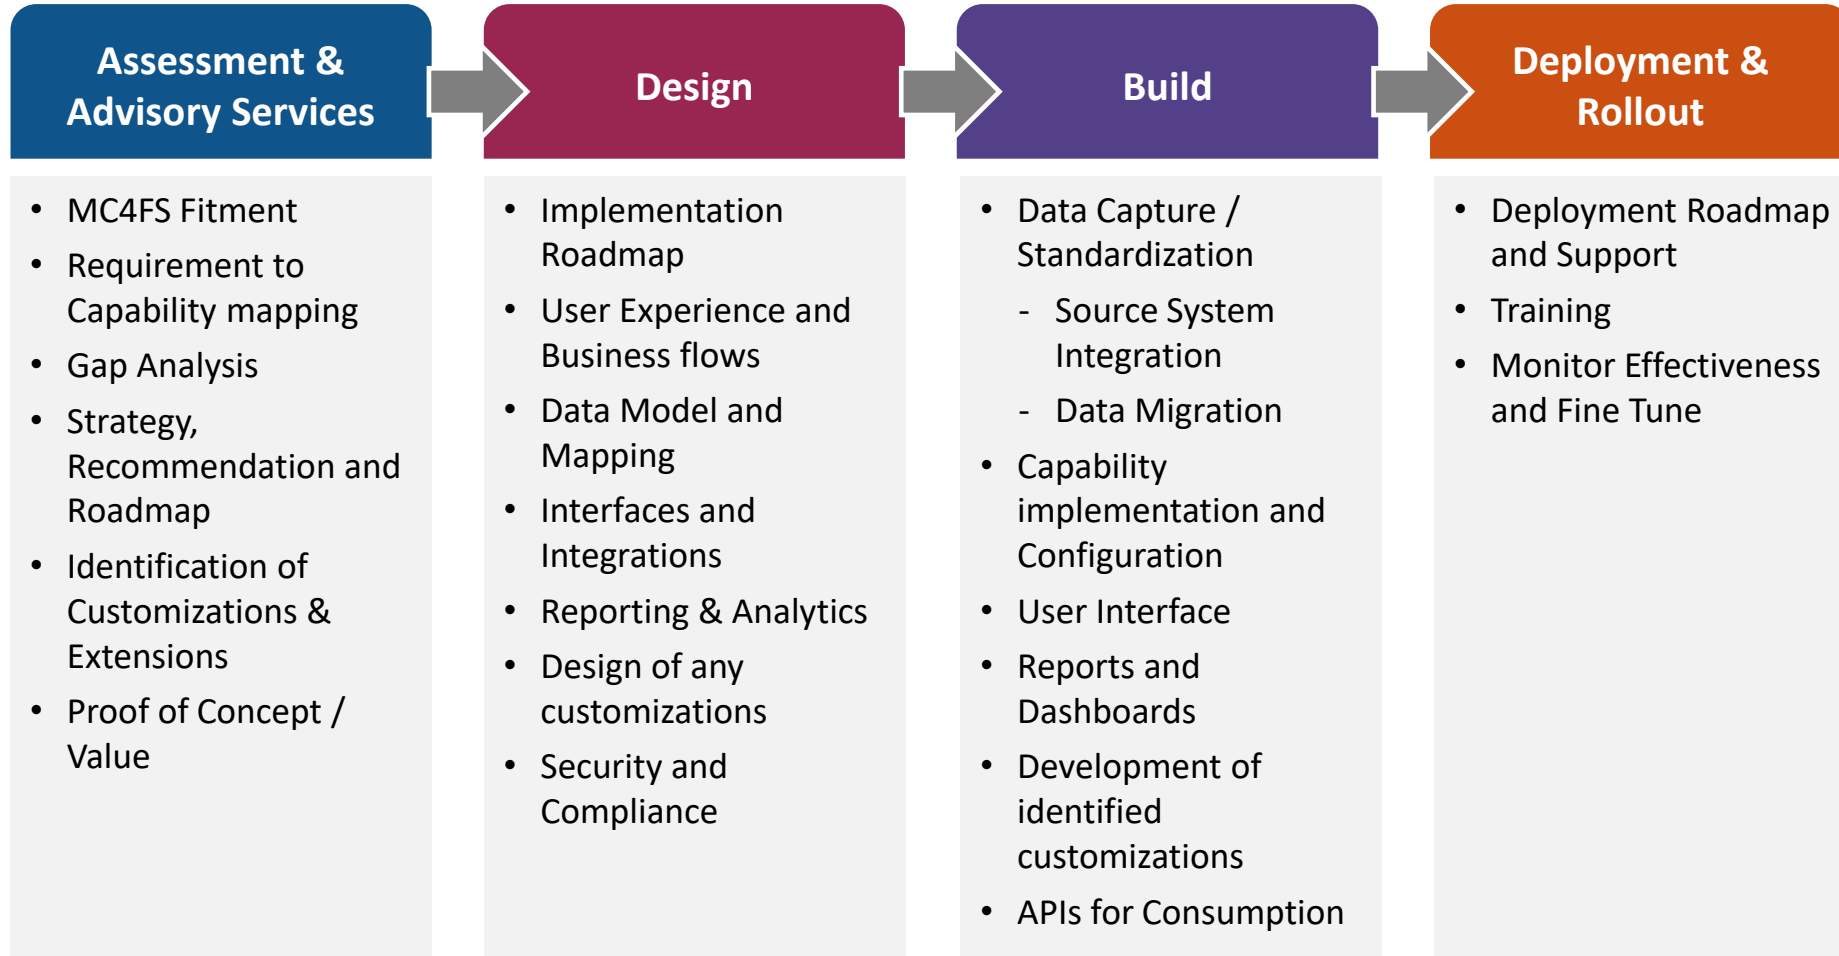 Assessment &
Advisory Services
• MC4FS Fitment
• Requirement to
Capability mapping
• Gap Analysis
• Strategy,
Recommendation and
Roadmap
• Identification of
Customizations &
Extensions
• Proof of Concept /
Value
Design
• Implementation
Roadmap
• User Experience and
Business flows
• Data Model and
Mapping
• Interfaces and
Integrations
• Reporting & Analytics
• Design of any
customizations
• Security and
Compliance
Build
• Data Capture /
Standardization
- Source System
Integration
- Data Migration
• Capability
implementation and
Configuration
• User Interface
• Reports and
Dashboards
• Development of
identified
customizations
• APIs for Consumption
Deployment &
Rollout
• Deployment Roadmap
and Support
• Training
• Monitor Effectiveness
and Fine Tune